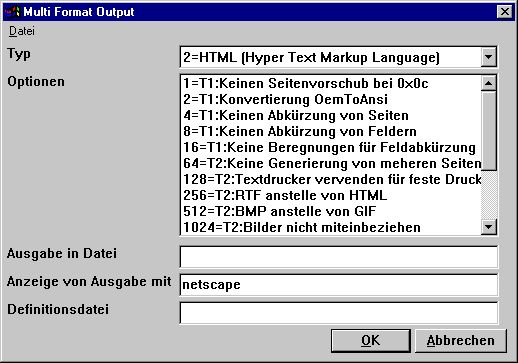 Multi Format Output
Datei
Typ
2=HTML (Hyper Text Markup Language)
Optionen
1=T1:Keinen Seitenvorschub bei 0x0c
2=T1:Konvertierung OemToAnsi
4=T1:Keinen Abkürzung von Seiten
8=T1:Keinen Abkürzung von Feldern
16=T1:Keine Beregnungen für Feldabkürzung
64=T2:Keine Generierung von meheren Seiten
128=T2:Textdrucker vervenden für feste Druck
256=T2:RTF anstelle von HTML
512=T2:BMP anstelle von GIF
1024=T2:Bilder nicht miteinbeziehen
Ausgabe in Datei
Anzeige von Ausgabe mit
netscape
Definitionsdatei
OK
Abbrechen